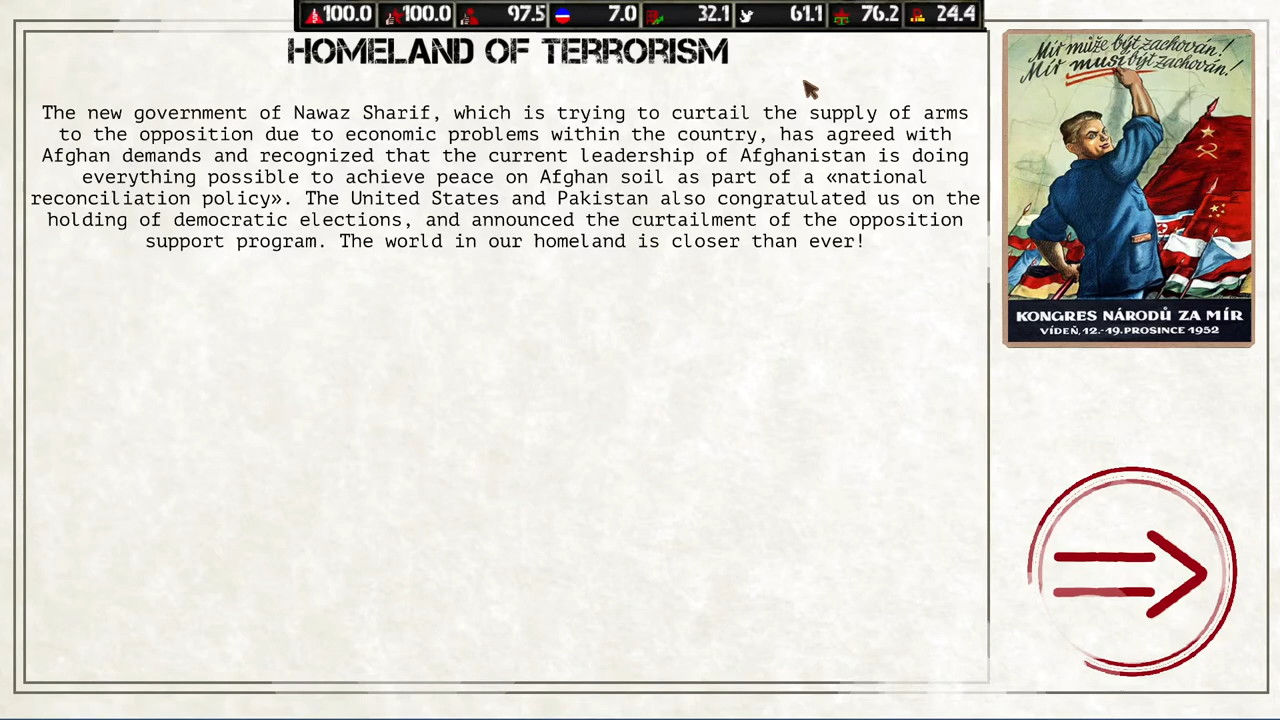 100.0 100.0 97.5 7.0 32.1 61.1 76.2 24.4
HOMELAND OF TERRORISM
The new government of Nawaz Sharif, which is trying to curtail the supply of arms
to the opposition due to economic problems within the country, has agreed with
Afghan demands and recognized that the current leadership of Afghanistan is doing
everything possible to achieve peace on Afghan soil as part of a «national
reconciliation policy». The United States and Pakistan also congratulated us on the
holding of democratic elections, and announced the curtailment of the opposition
support program. The world in our homeland is closer than ever!
Mír může být zachován!
Mír musí být zachován!
KONGRES NÁRODŮ ZA MÍR
VÍDEŇ, 12.-19. PROSINCE 1952